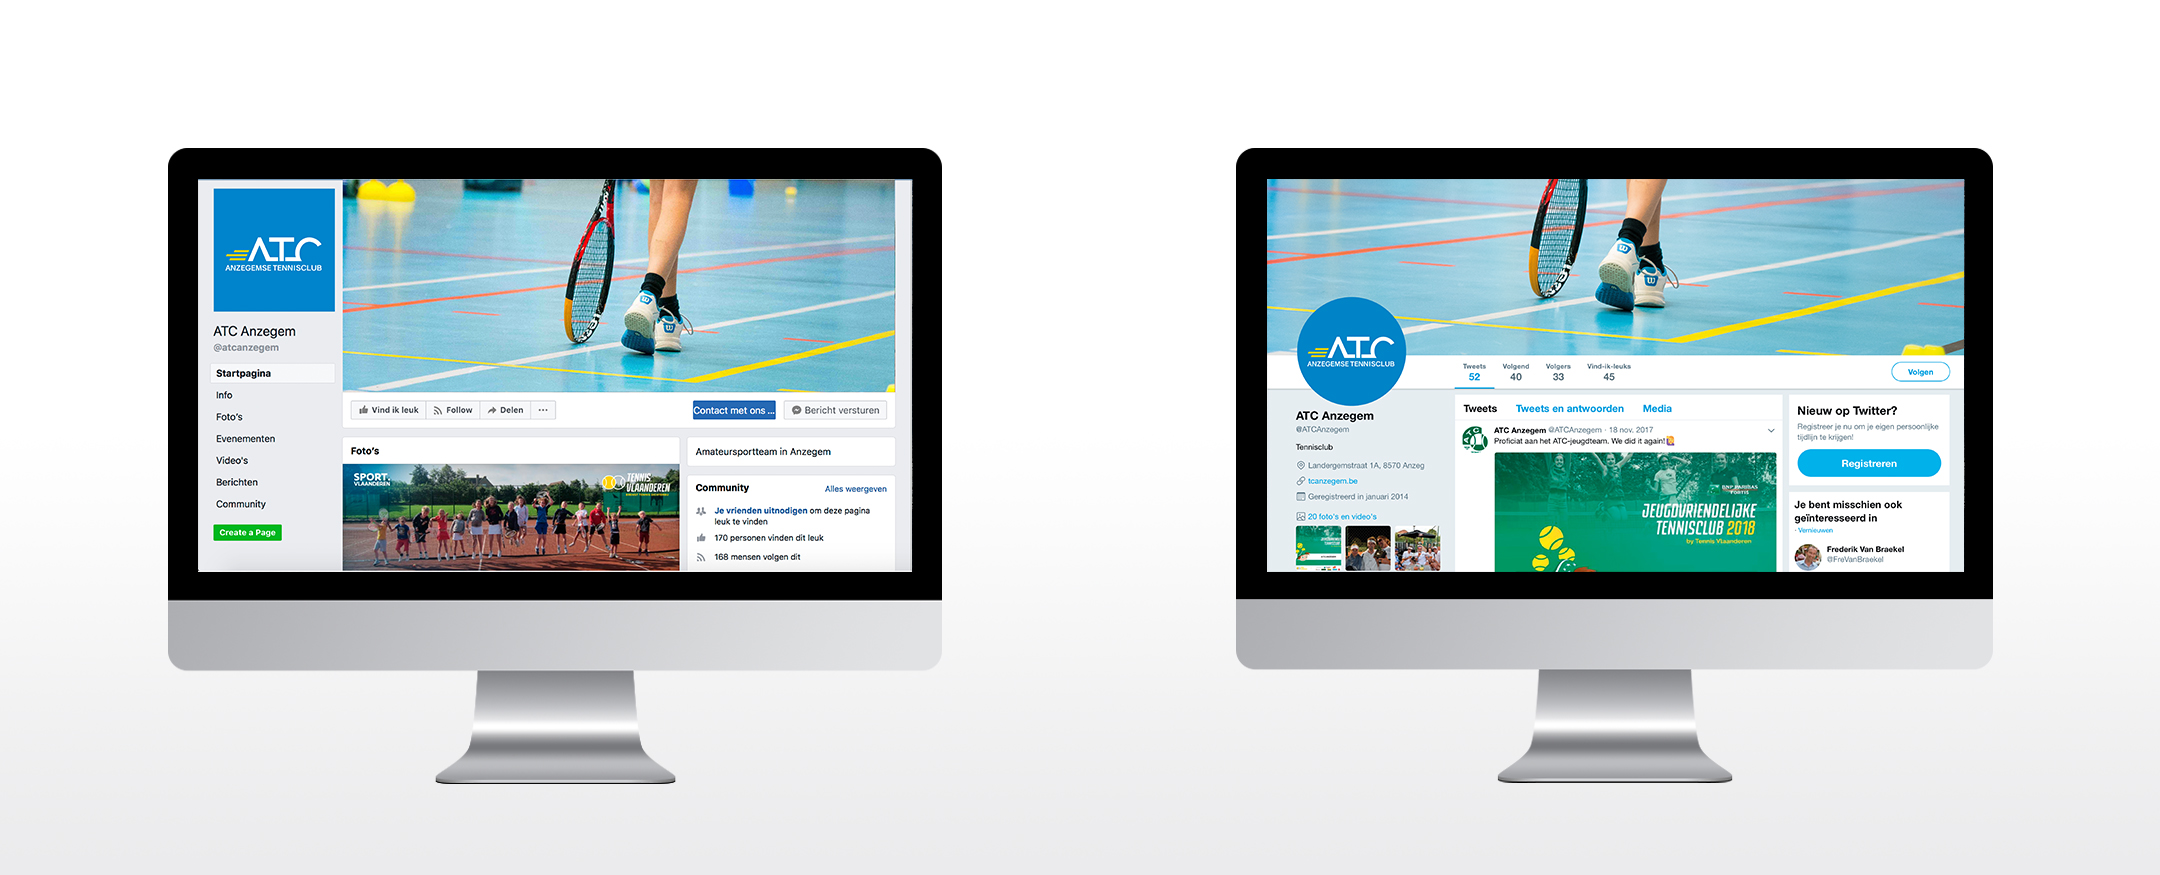 ATC
ANZEGEMSE TENNISCLUB
ATC Anzegem
@atcanzegem
Startpagina
Info
Foto's
Evenementen
Video's
Berichten
Community
Create a Page
Vind ik leuk
Follow
Delen
Contact met ons ...
Bericht versturen
Foto's
SPORT.
VLAANDEREN
TENNIS
VLAANDEREN
Amateursportteam in Anzegem
Community
Alles weergeven
Je vrienden uitnodigen om deze pagina
leuk te vinden
170 personen vinden dit leuk
168 mensen volgen dit
ATC
ANZEGEMSE TENNISCLUB
Tweets
52
Volgend
40
Volgers
33
Vind-ik-leuks
45
Volgen
ATC Anzegem
@ATCAnzegem
Tennisclub
Landergemstraat 1A, 8570 Anzeg
tcanzegem.be
Geregistreerd in januari 2014
20 foto's en video's
Tweets
Tweets en antwoorden
Media
ATC Anzegem @ATCAnzegem · 18 nov. 2017
Proficiat aan het ATC-jeugdteam. We did it again!
BNP PARIBAS
FORTIS
JEUGDVRIENDELIJKE
TENNISCLUB 2018
by Tennis Vlaanderen
Nieuw op Twitter?
Registreer je nu om je eigen persoonlijke
tijdlijn te krijgen!
Registreren
Je bent misschien ook
geïnteresseerd in
· Vernieuwen
Frederik Van Braekel
@FreVanBraekel